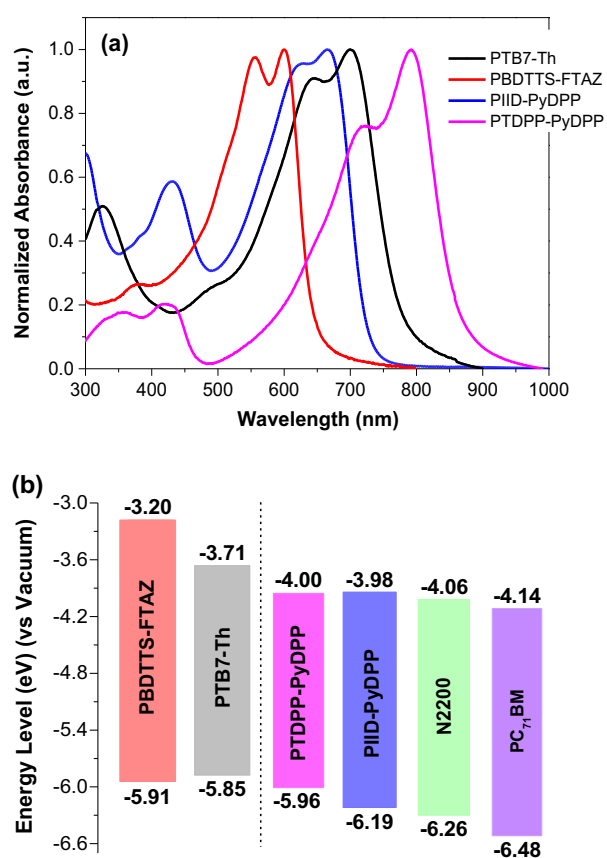 (a)
PTB7-Th
PBDTTS-FTAZ
PIID-PyDPP
PTDPP-PyDPP
Normalized Absorbance (a.u.)
1.0
0.8
0.6
0.4
0.2
0.0
300 400 500 600 700 800 900 1000
Wavelength (nm)
(b)
Energy Level (eV) (vs Vacuum)
-3.0
-3.6
-4.2
-4.8
-5.4
-6.0
-6.6
-3.20
PBDTTS-FTAZ
-5.91
-3.71
PTB7-Th
-5.85
-4.00
PTDPP-PyDPP
-5.96
-3.98
PIID-PyDPP
-6.19
-4.06
N2200
-6.26
-4.14
PC₇₁BM
-6.48